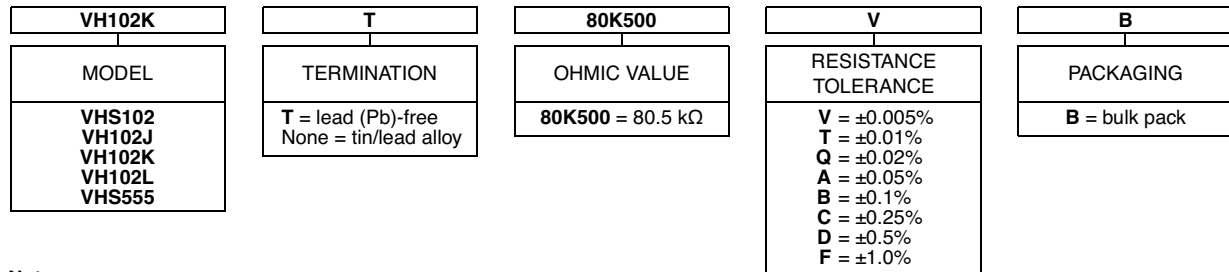 VH102K
T
80K500
V
B
MODEL
TERMINATION
OHMIC VALUE
RESISTANCE
TOLERANCE
PACKAGING
VHS102
VH102J
VH102K
VH102L
VHS555
T = lead (Pb)-free
None = tin/lead alloy
80K500 = 80.5 kΩ
V = ±0.005%
T = ±0.01%
Q = ±0.02%
A = ±0.05%
B = ±0.1%
C = ±0.25%
D = ±0.5%
F = ±1.0%
B = bulk pack